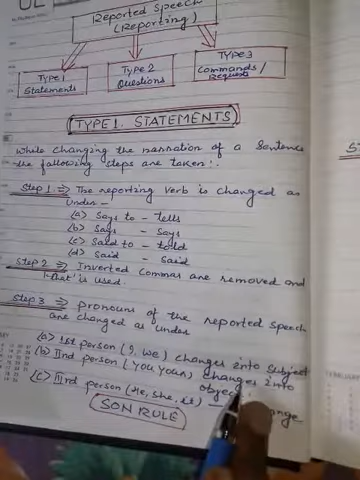 Reported Speech
(Reporting)
TYPE 1
Statements
TYPE 2
Questions
TYPE 3
Commands /
Requests
TYPE 1. STATEMENTS
While changing the narration of a sentence
the following steps are taken:-
Step 1 ⇒ The reporting verb is changed as
under -
(a) Says to - tells
(b) Says - Says
(c) Said to - told
(d) Said - Said
Step 2 ⇒ Inverted Commas are removed and
'that' is used.
Step 3 ⇒ pronouns of the reported speech
are changed as under
(a) Ist person (I, we) changes into subject
(b) IInd person (you, your) changes into
object
(c) IIIrd person (He, she, it) - change
SON RULE
FEBRUARY